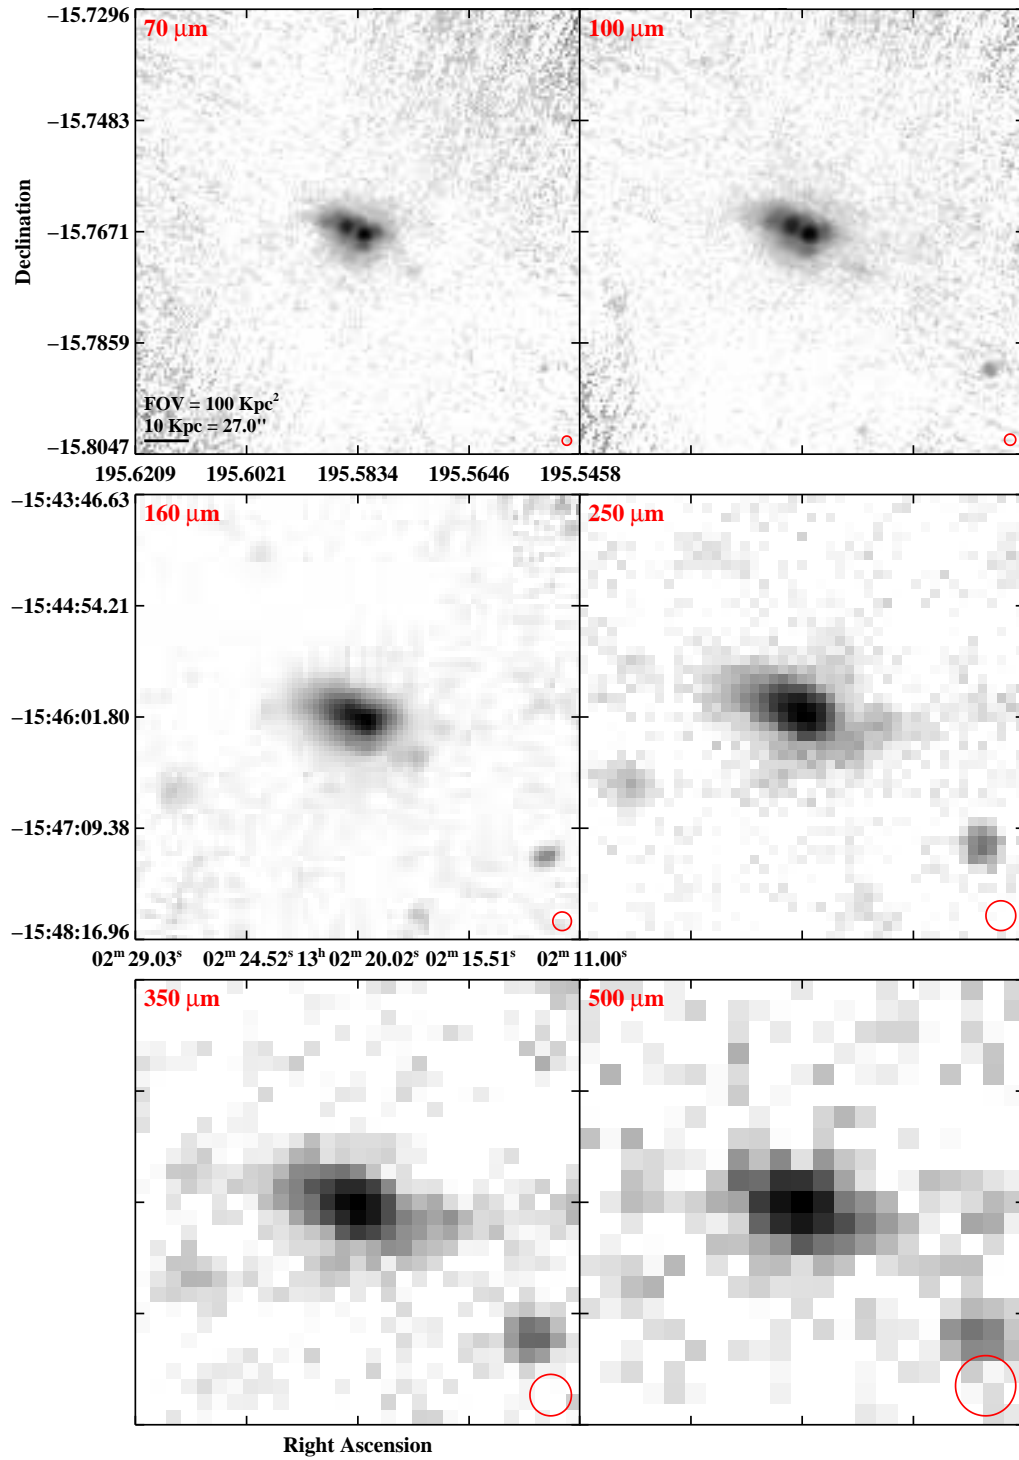 70 μm
100 μm
−15.7296
−15.7483
−15.7671
−15.7859
−15.8047
Declination
FOV = 100 Kpc²
10 Kpc = 27.0"
195.6209 195.6021 195.5834 195.5646 195.5458
160 μm
250 μm
−15:43:46.63
−15:44:54.21
−15:46:01.80
−15:47:09.38
−15:48:16.96
02ᵐ 29.03ˢ 02ᵐ 24.52ˢ 13ʰ 02ᵐ 20.02ˢ 02ᵐ 15.51ˢ 02ᵐ 11.00ˢ
350 μm
500 μm
Right Ascension